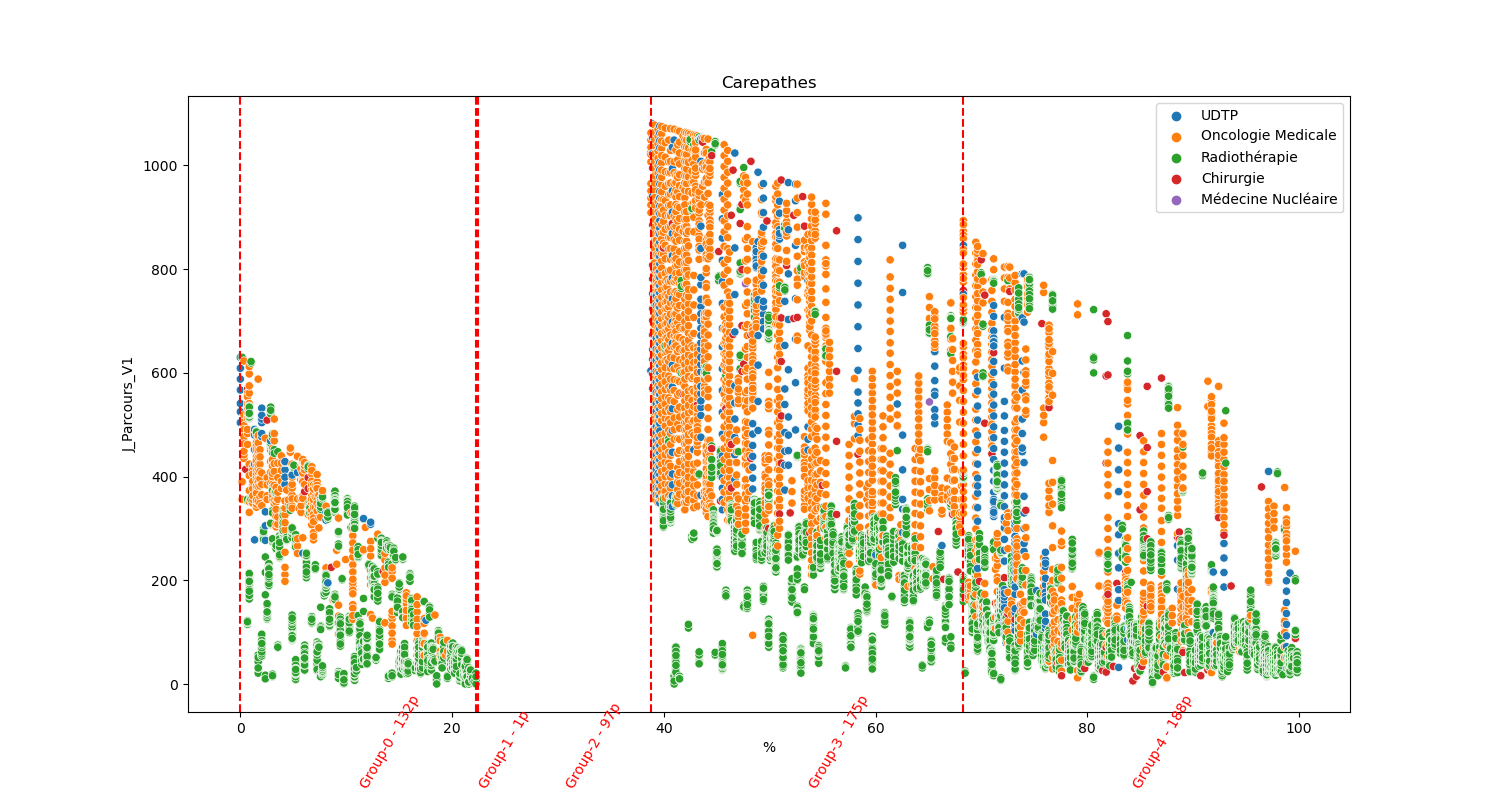 Carepathes
UDTP
Oncologie Medicale
Radiothérapie
Chirurgie
Médecine Nucléaire
J_Parcours_V1
1000
800
600
400
200
0
0
20
40
60
80
100
%
Group-0 - 132p
Group-1 - 1p
Group-2 - 97p
Group-3 - 175p
Group-4 - 188p